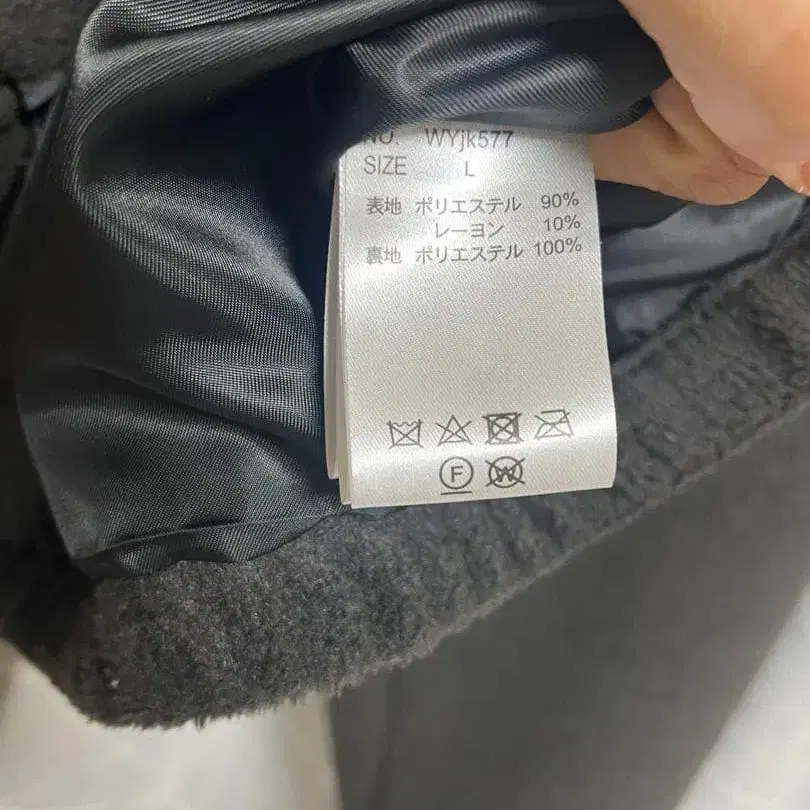 NO. WYjk577
SIZE L
表地 ポリエステル 90%
レーヨン 10%
裏地 ポリエステル 100%
F W